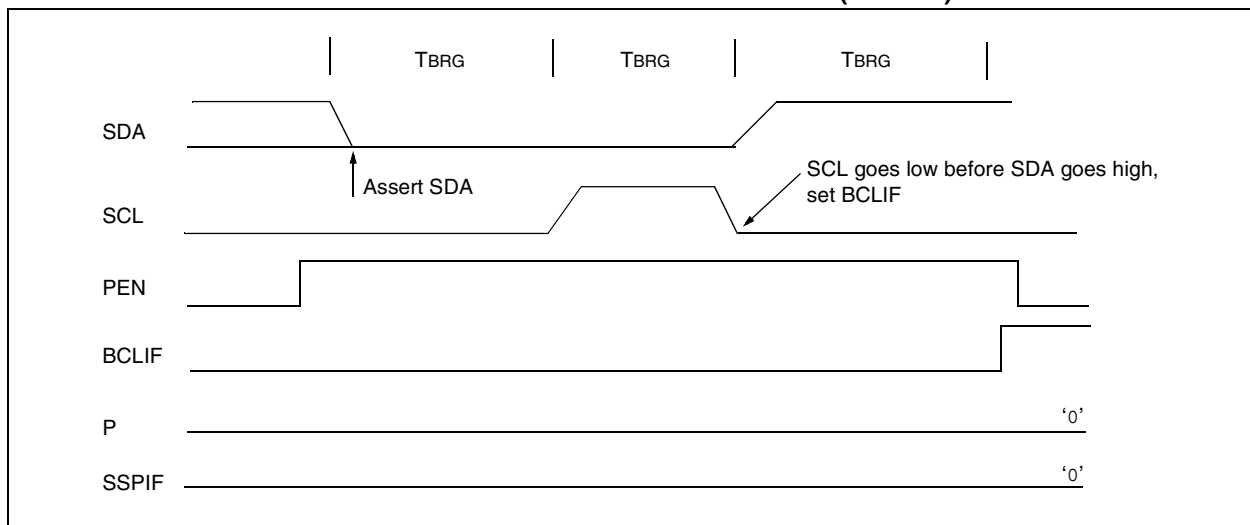 TBRG TBRG TBRG
SDA
Assert SDA
SCL goes low before SDA goes high,
set BCLIF
SCL
PEN
BCLIF
P
'0'
SSPIF
'0'